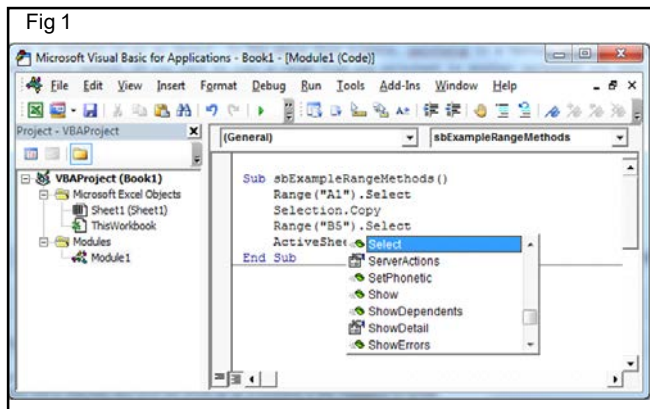 Fig 1
Microsoft Visual Basic for Applications - Book1 - [Module1 (Code)]
File Edit View Insert Format Debug Run Tools Add-Ins Window Help
Project - VBAProject
(General)
sbExampleRangeMethods
VBAProject (Book1)
Microsoft Excel Objects
Sheet1 (Sheet1)
ThisWorkbook
Modules
Module1
Sub sbExampleRangeMethods()
Range("A1").Select
Selection.Copy
Range("B5").Select
ActiveShe
End Sub
Select
ServerActions
SetPhonetic
Show
ShowDependents
ShowDetail
ShowErrors